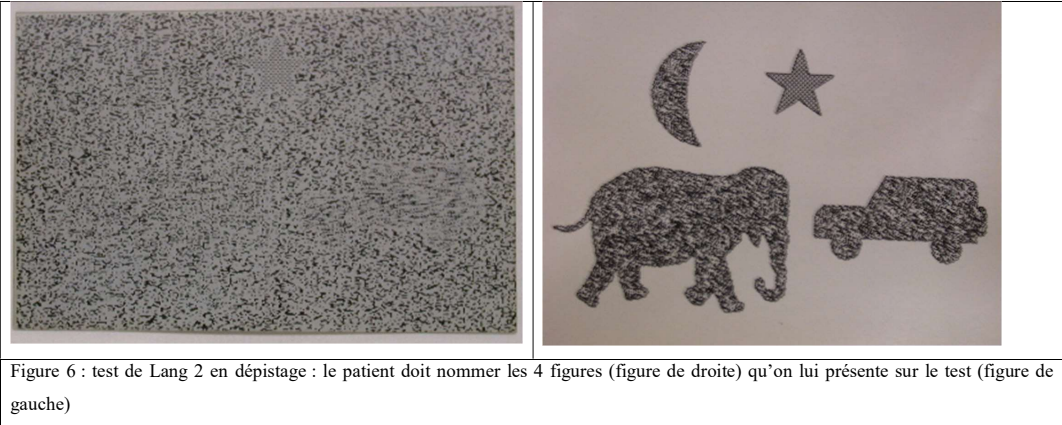 Figure 6 : test de Lang 2 en dépistage : le patient doit nommer les 4 figures (figure de droite) qu’on lui présente sur le test (figure de
gauche)